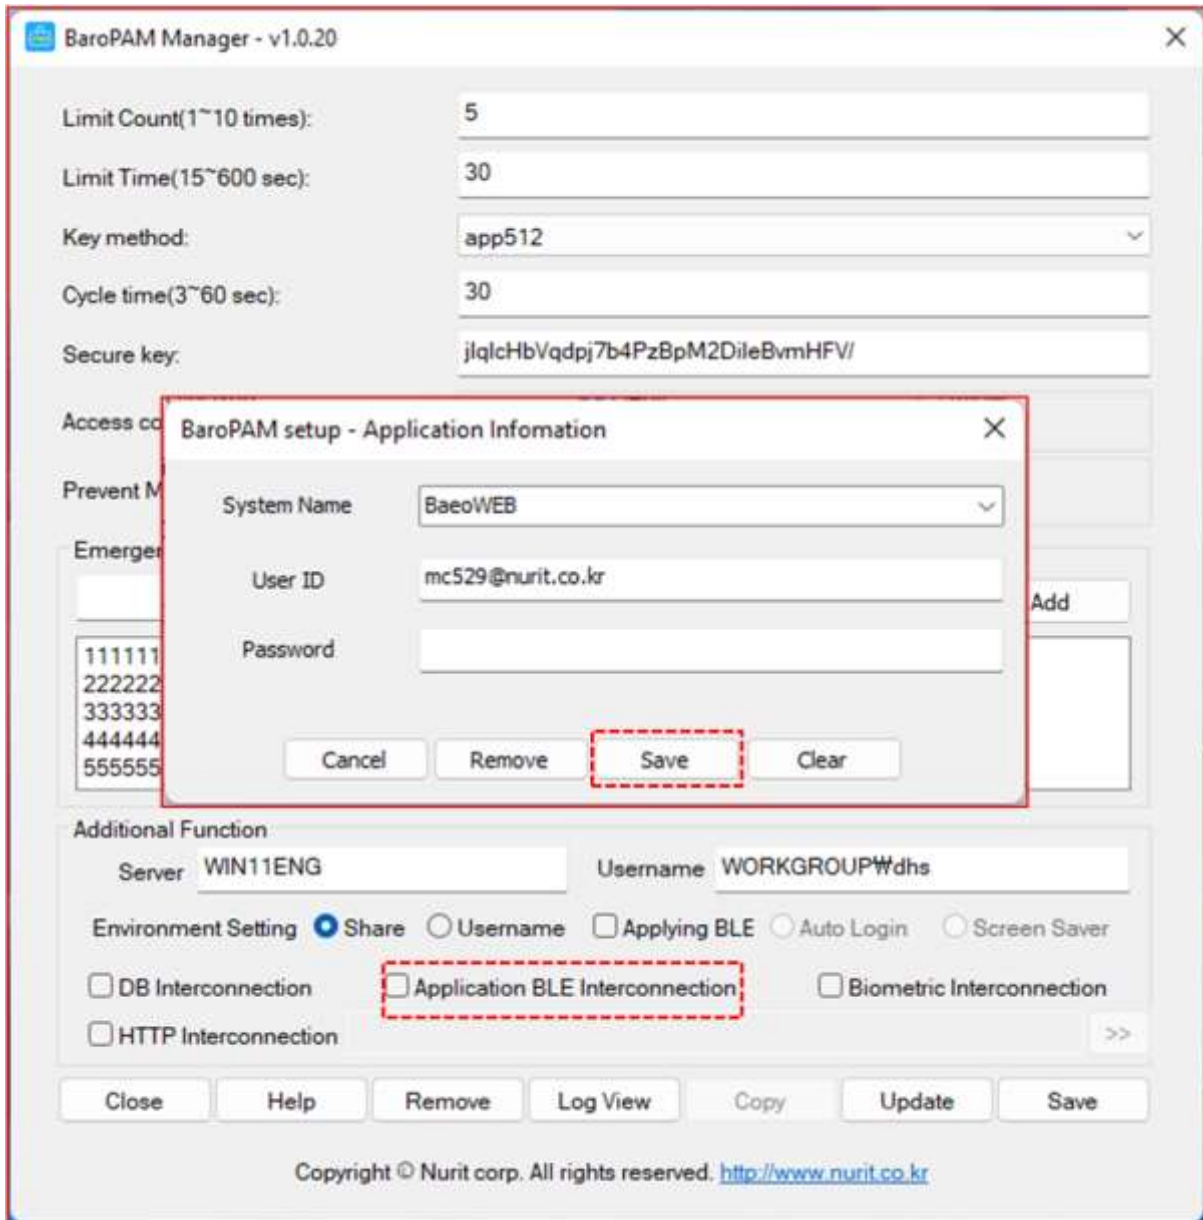 BaroPAM Manager - v1.0.20
Limit Count(1~10 times): 5
Limit Time(15~600 sec): 30
Key method: app512
Cycle time(3~60 sec): 30
Secure key: jlqlcHbVqdpj7b4PzBpM2DileBvmHFV/
Access co
BaroPAM setup - Application Infomation
Prevent M
System Name BaeoWEB
Emerger
User ID mc529@nurit.co.kr
Add
Password
111111
222222
333333
444444
555555
Cancel Remove Save Clear
Additional Function
Server WIN11ENG Username WORKGROUP₩dhs
Environment Setting Share Username Applying BLE Auto Login Screen Saver
DB Interconnection Application BLE Interconnection Biometric Interconnection
HTTP Interconnection >>
Close Help Remove Log View Copy Update Save
Copyright © Nurit corp. All rights reserved. http://www.nurit.co.kr